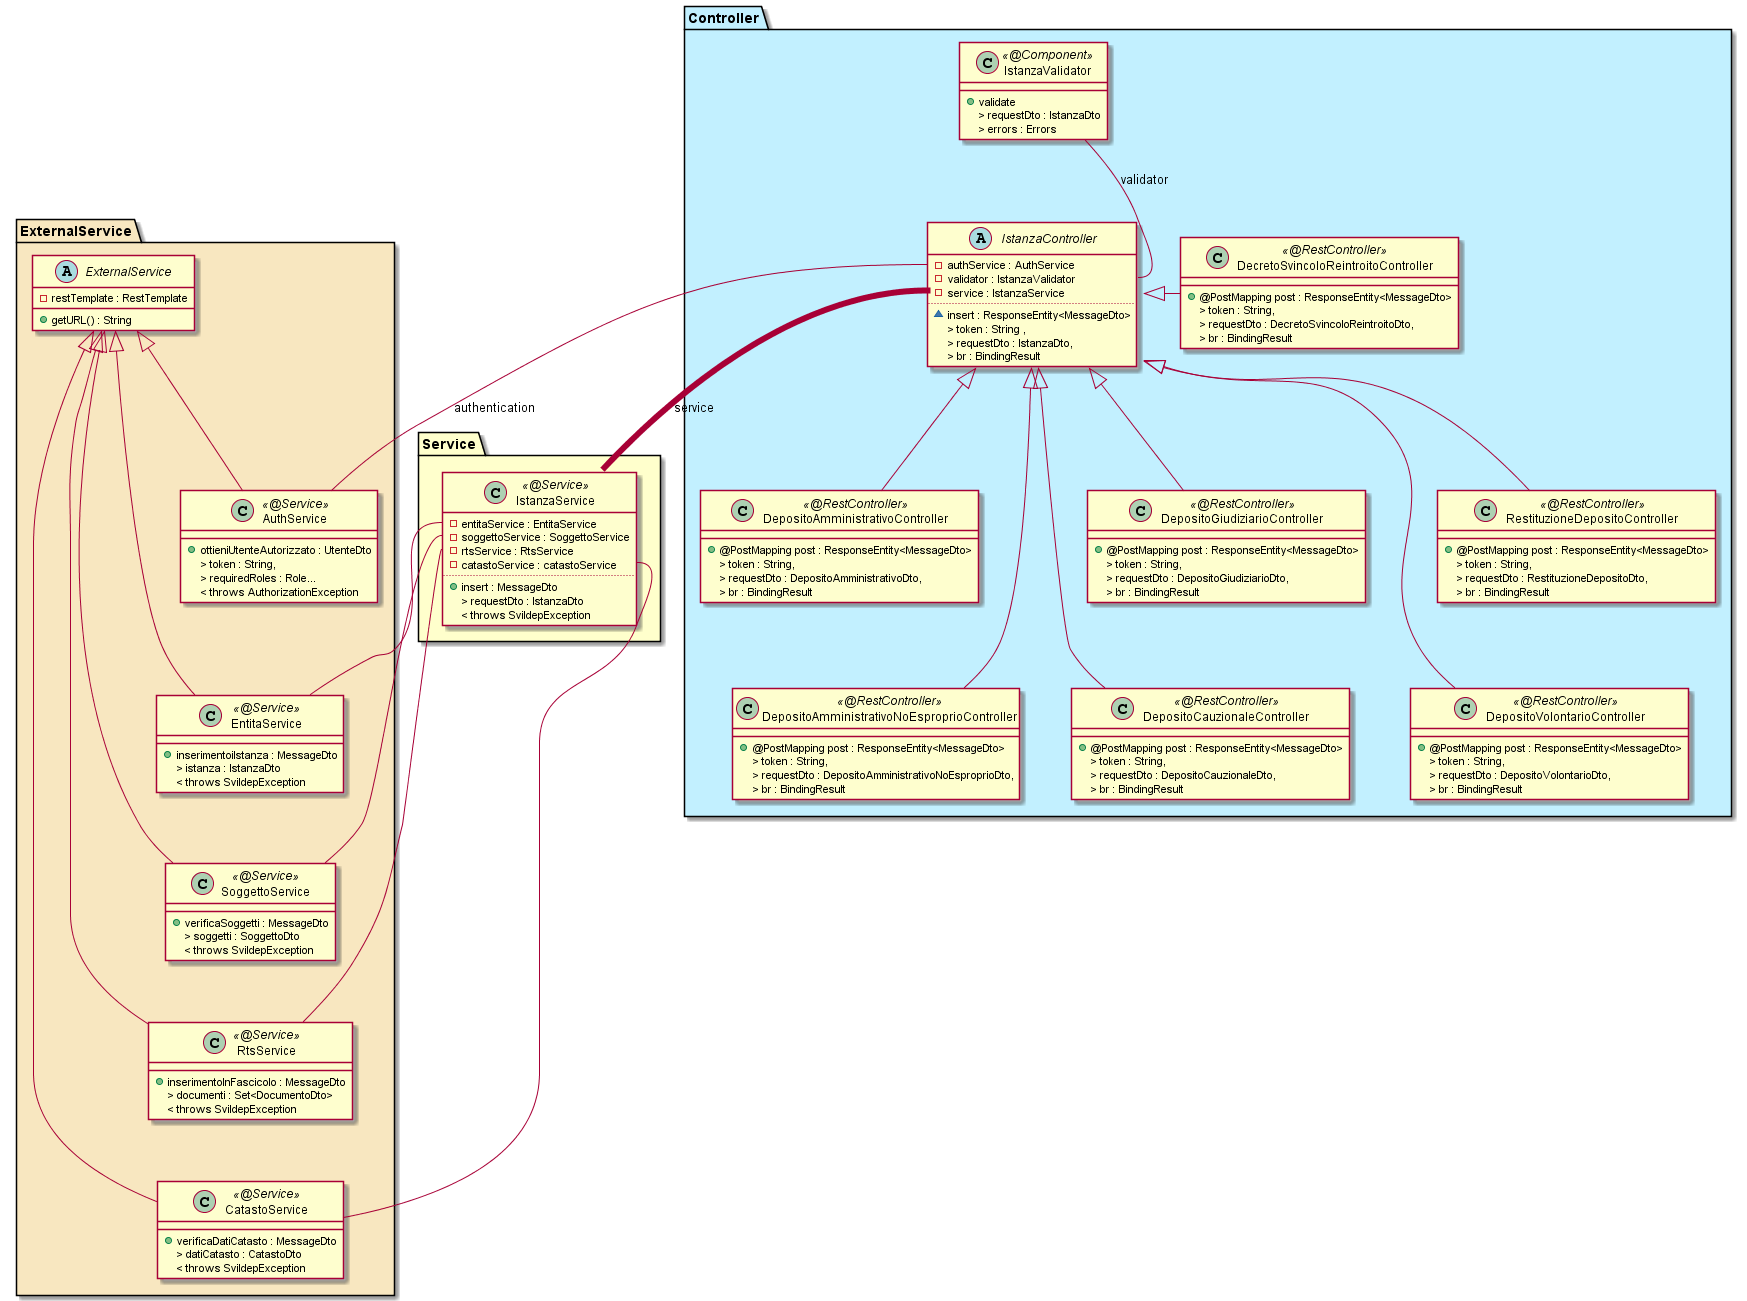 Controller
«@Component»
C
IstanzaValidator
validate
> requestDto : IstanzaDto
> errors : Errors
validator
A
IstanzaController
authService : AuthService
validator : IstanzaValidator
service : IstanzaService
insert : ResponseEntity<MessageDto>
> token : String ,
> requestDto : IstanzaDto,
> br : BindingResult
«@RestController»
C
DecretoSvincoloReintroitoController
@PostMapping post : ResponseEntity<MessageDto>
> token : String,
> requestDto : DecretoSvincoloReintroitoDto,
> br : BindingResult
ExternalService
A
ExternalService
restTemplate : RestTemplate
getURL() : String
authentication
service
Service
«@Service»
C
IstanzaService
entitaService : EntitaService
soggettoService : SoggettoService
rtsService : RtsService
catastoService : catastoService
insert : MessageDto
> requestDto : IstanzaDto
< throws SvildepException
«@Service»
C
AuthService
ottieniUtenteAutorizzato : UtenteDto
> token : String,
> requiredRoles : Role...
< throws AuthorizationException
«@RestController»
C
DepositoAmministrativoController
@PostMapping post : ResponseEntity<MessageDto>
> token : String,
> requestDto : DepositoAmministrativoDto,
> br : BindingResult
«@RestController»
C
DepositoGiudiziarioController
@PostMapping post : ResponseEntity<MessageDto>
> token : String,
> requestDto : DepositoGiudiziarioDto,
> br : BindingResult
«@RestController»
C
RestituzioneDepositoController
@PostMapping post : ResponseEntity<MessageDto>
> token : String,
> requestDto : RestituzioneDepositoDto,
> br : BindingResult
«@Service»
C
EntitaService
inserimentoiIstanza : MessageDto
> istanza : IstanzaDto
< throws SvildepException
«@RestController»
C
DepositoAmministrativoNoEsproprioController
@PostMapping post : ResponseEntity<MessageDto>
> token : String,
> requestDto : DepositoAmministrativoNoEsproprioDto,
> br : BindingResult
«@RestController»
C
DepositoCauzionaleController
@PostMapping post : ResponseEntity<MessageDto>
> token : String,
> requestDto : DepositoCauzionaleDto,
> br : BindingResult
«@RestController»
C
DepositoVolontarioController
@PostMapping post : ResponseEntity<MessageDto>
> token : String,
> requestDto : DepositoVolontarioDto,
> br : BindingResult
«@Service»
C
SoggettoService
verificaSoggetti : MessageDto
> soggetti : SoggettoDto
< throws SvildepException
«@Service»
C
RtsService
inserimentoInFascicolo : MessageDto
> documenti : Set<DocumentoDto>
< throws SvildepException
«@Service»
C
CatastoService
verificaDatiCatasto : MessageDto
> datiCatasto : CatastoDto
< throws SvildepException